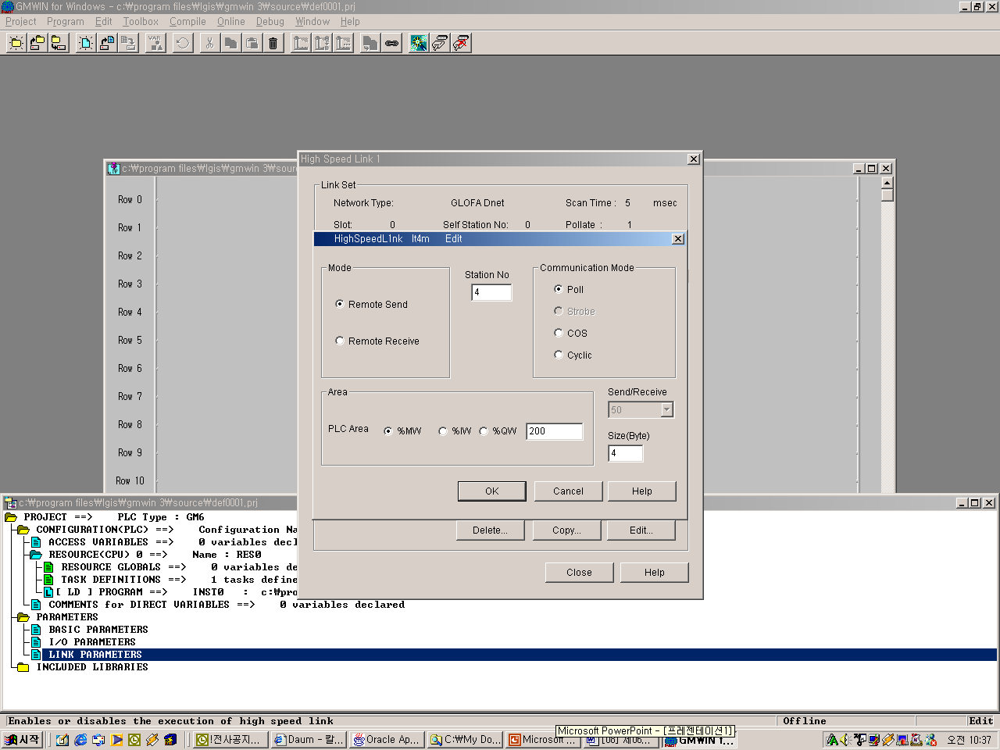 GMWIN for Windows - c:₩program files₩lgis₩gmwin 3₩source₩def0001.prj
Project Program Edit Toolbox Compile Online Debug Window Help
High Speed Link 1
c:₩program files₩lgis₩gmwin 3₩sour
Link Set
Network Type: GLOFA Dnet Scan Time : 5 msec
Slot: 0 Self Station No: 0 Pollate : 1
HighSpeedL1nk It4m Edit
Mode
Remote Send
Remote Receive
Station No
4
Communication Mode
Poll
Strobe
COS
Cyclic
Area
PLC Area %MW %IW %QW 200
Send/Receive
50
Size(Byte)
4
OK Cancel Help
Delete... Copy... Edit...
Close Help
Row 0
Row 1
Row 2
Row 3
Row 4
Row 5
Row 6
Row 7
Row 8
Row 9
Row 10
c:₩program files₩lgis₩gmwin 3₩source₩def0001.prj
PROJECT ==> PLC Type : GM6
CONFIGURATION(PLC) ==> Configuration Na
ACCESS VARIABLES ==> 0 variables decl
RESOURCE(CPU) 0 ==> Name : RES0
RESOURCE GLOBALS ==> 0 variables de
TASK DEFINITIONS ==> 1 tasks define
[ LD ] PROGRAM ==> INST0 : c:₩pro
COMMENTS for DIRECT VARIABLES ==> 0 variables declared
PARAMETERS
BASIC PARAMETERS
I/O PARAMETERS
LINK PARAMETERS
INCLUDED LIBRARIES
Enables or disables the execution of high speed link Offline Edit
Microsoft PowerPoint - [프레젠테이션1]
시작 !전사공지... Daum - 칼... Oracle Ap... C:₩My Do... Microsoft ... GMWIN f... 오전 10:37